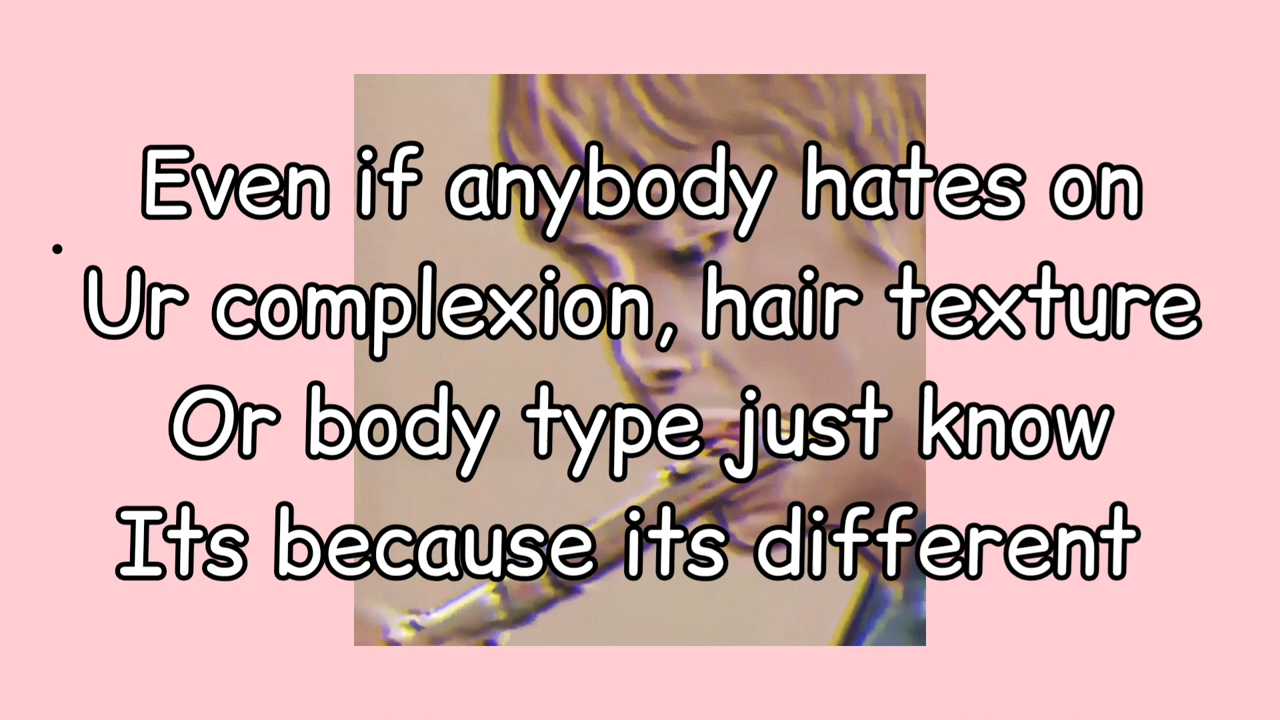 Even if anybody hates on
Ur complexion, hair texture
Or body type just know
Its because its different